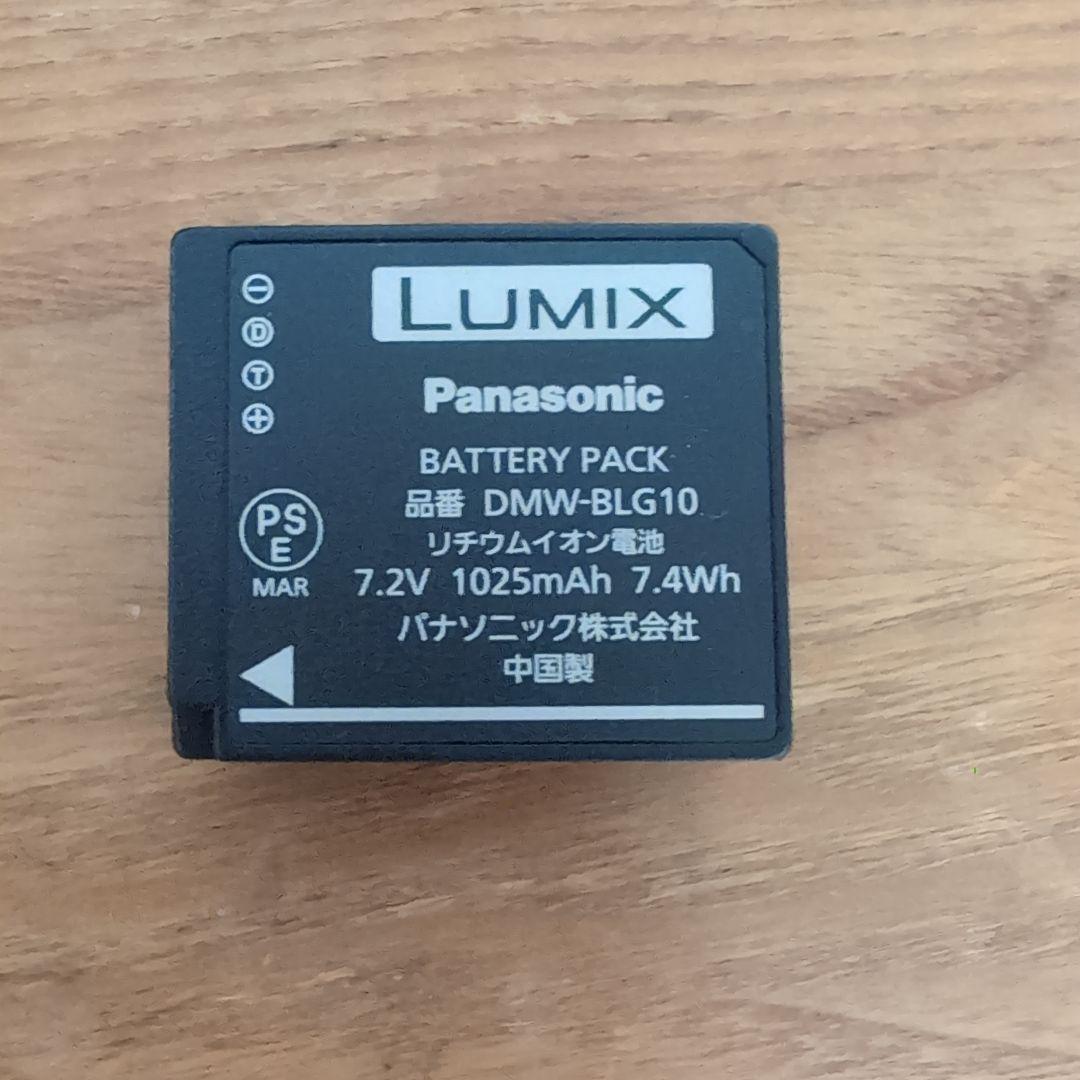 LUMIX
Panasonic
BATTERY PACK
品番 DMW-BLG10
リチウムイオン電池
7.2V 1025mAh 7.4Wh
パナソニック株式会社
中国製
⊖
D
T
⊕
PS
E
MAR